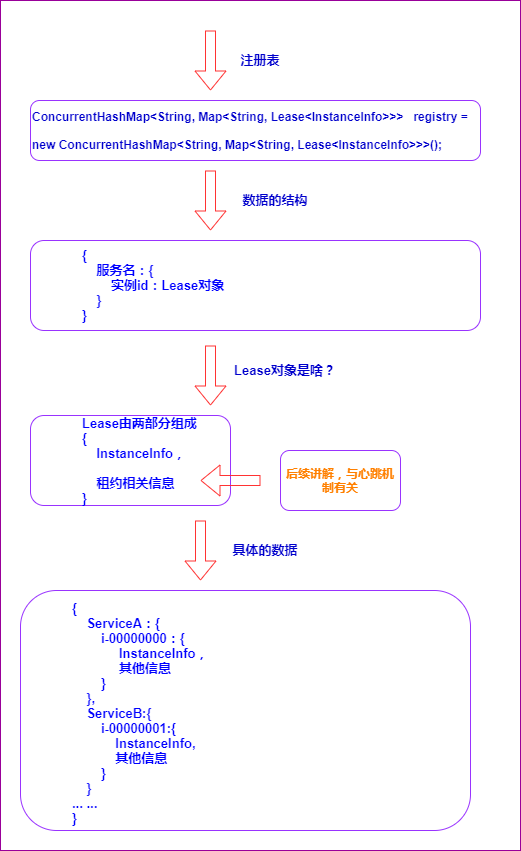 注册表
ConcurrentHashMap<String, Map<String, Lease<InstanceInfo>>> registry =
new ConcurrentHashMap<String, Map<String, Lease<InstanceInfo>>>();
数据的结构
{
服务名：{
实例id：Lease对象
}
}
Lease对象是啥？
Lease由两部分组成
{
InstanceInfo，
租约相关信息
}
后续讲解，与心跳机
制有关
具体的数据
{
ServiceA：{
i-00000000：{
InstanceInfo，
其他信息
}
},
ServiceB:{
i-00000001:{
InstanceInfo,
其他信息
}
}
... ...
}